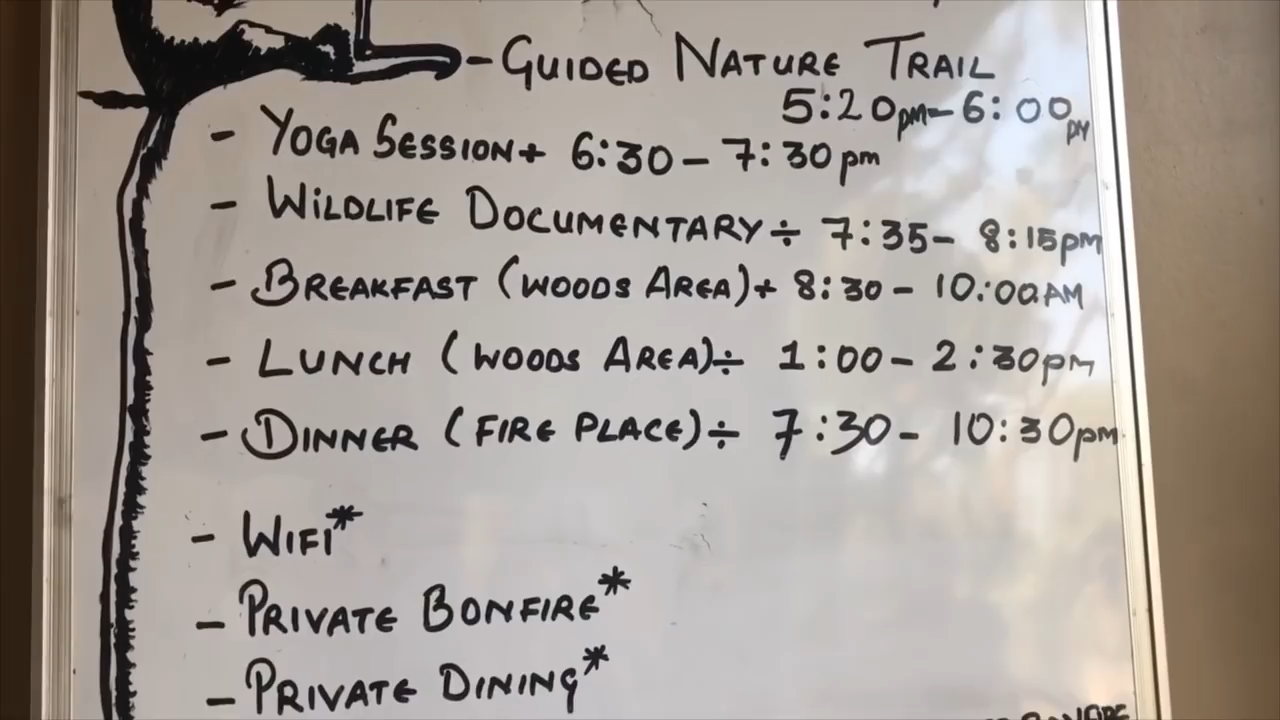 - GUIDED NATURE TRAIL
5:20pm - 6:00pm
- YOGA SESSION+ 6:30 - 7:30pm
- WiLDLIFE DOCUMENTARY ÷ 7:35 - 8:15pm
- BREAKFAST (WOODS AREA)+ 8:30 - 10:00AM
- LUNCH (WOODS AREA)÷ 1:00 - 2:30pm
- DINNER (FIRE PLACE)÷ 7:30 - 10:30pm
- WIFI*
- PRIVATE BONFIRE*
- PRIVATE DINING*